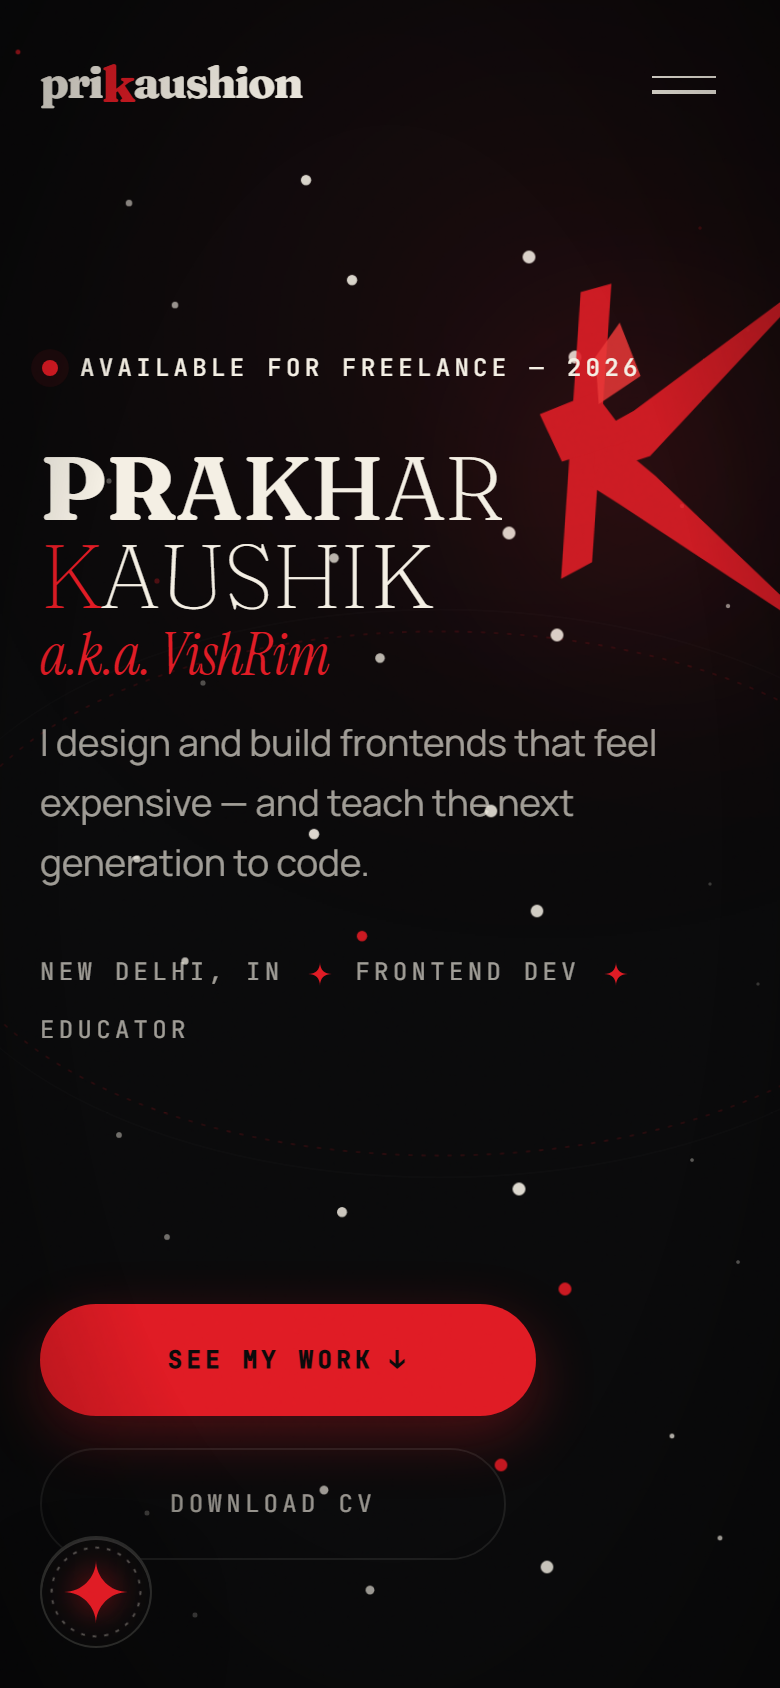 prikaushion
AVAILABLE FOR FREELANCE — 2026
PRAKHAR
KAUSHIK
a.k.a. VishRim
I design and build frontends that feel
expensive — and teach the next
generation to code.
NEW DELHI, IN ✦ FRONTEND DEV ✦
EDUCATOR
SEE MY WORK ↓
DOWNLOAD CV